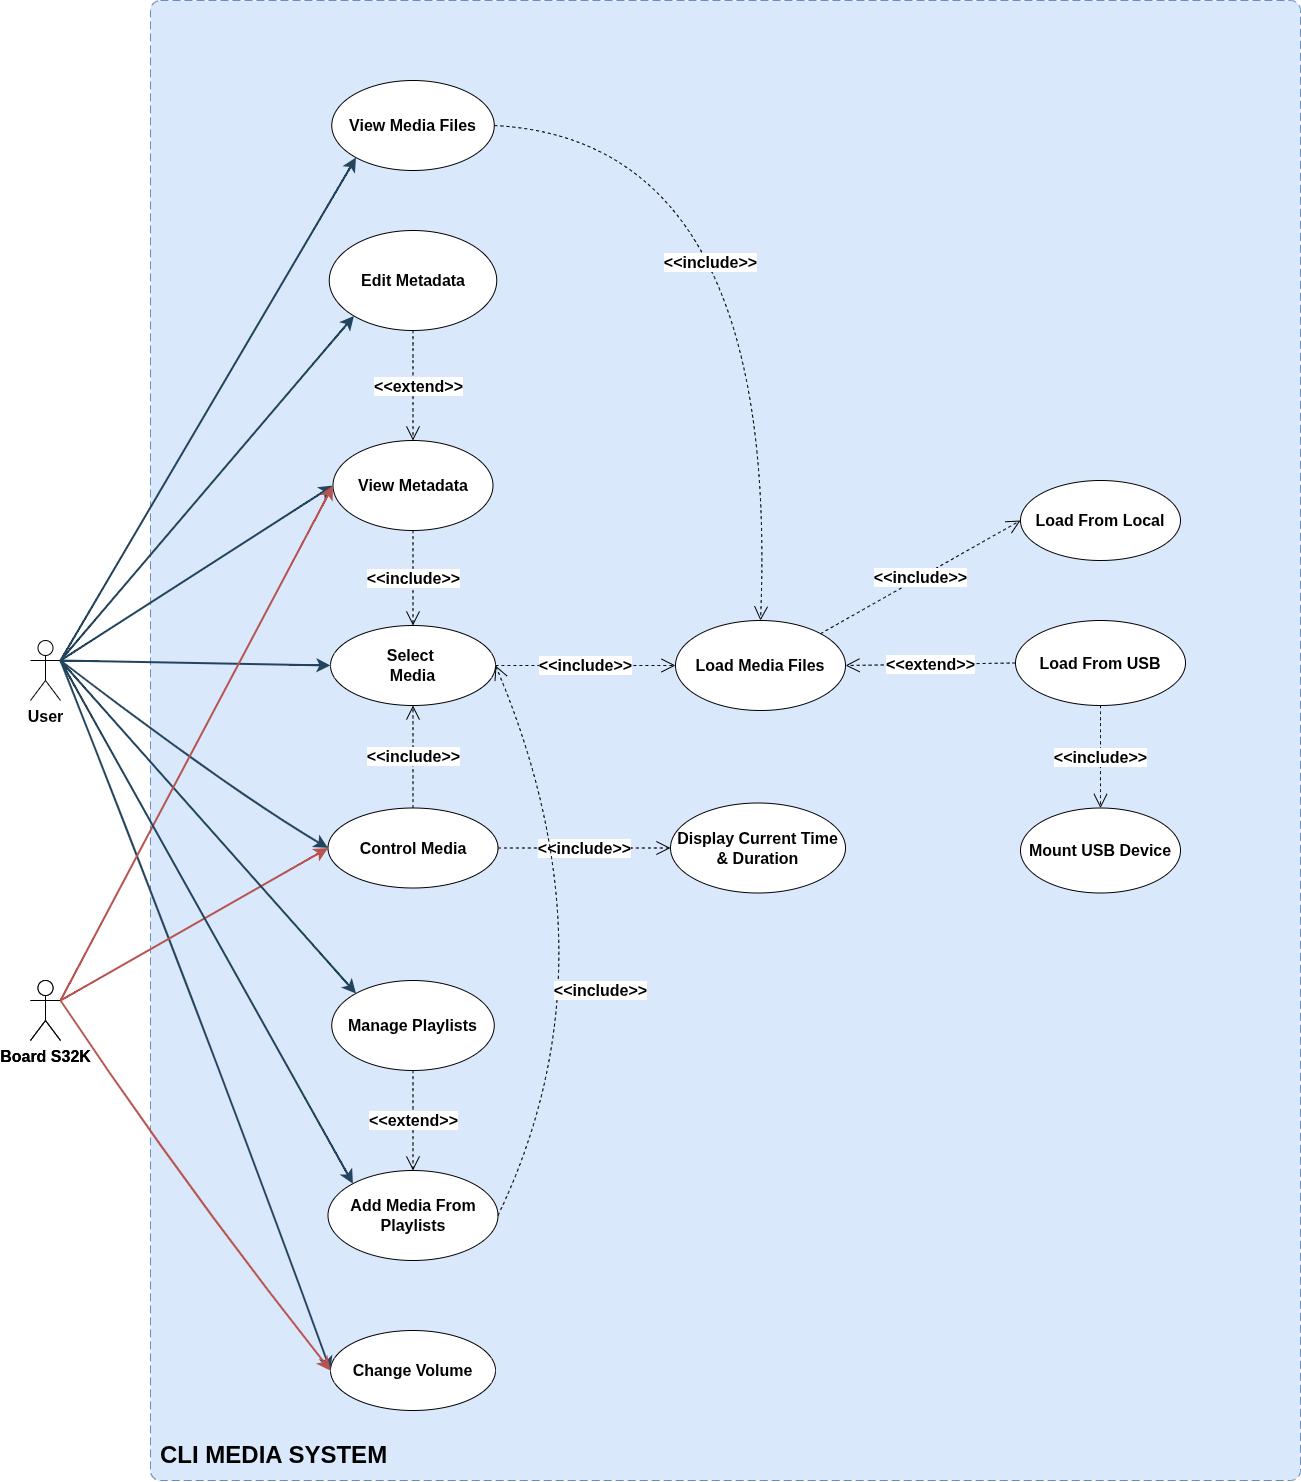 View Media Files
<<include>>
Edit Metadata
<<extend>>
View Metadata
<<include>>
Load From Local
<<include>>
User
Select
Media
<<include>>
Load Media Files
<<extend>>
Load From USB
<<include>>
<<include>>
Control Media
<<include>>
Display Current Time
& Duration
Mount USB Device
Board S32K
<<include>>
Manage Playlists
<<extend>>
Add Media From
Playlists
Change Volume
CLI MEDIA SYSTEM